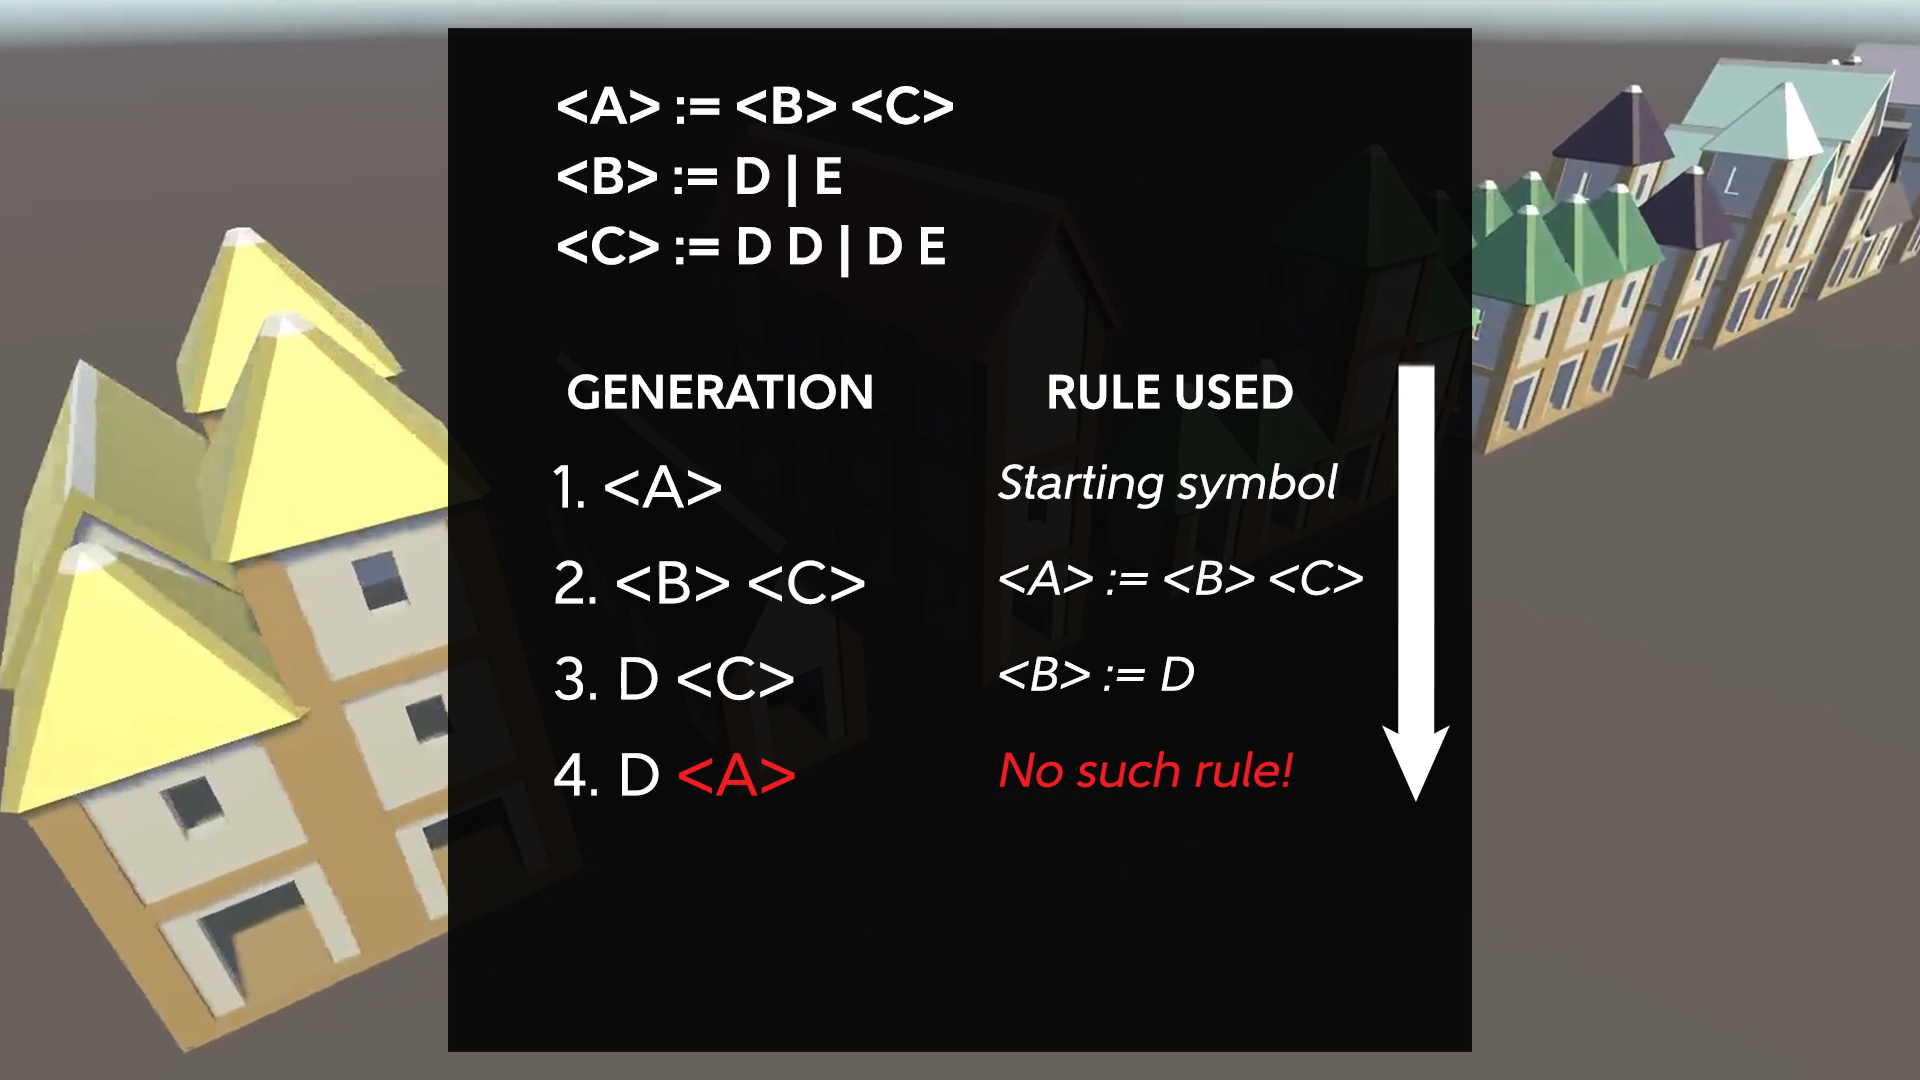 <A> := <B> <C>
<B> := D | E
<C> := D D | D E
GENERATION RULE USED
1. <A> Starting symbol
2. <B> <C> <A> := <B> <C>
3. D <C> <B> := D
4. D <A> No such rule!